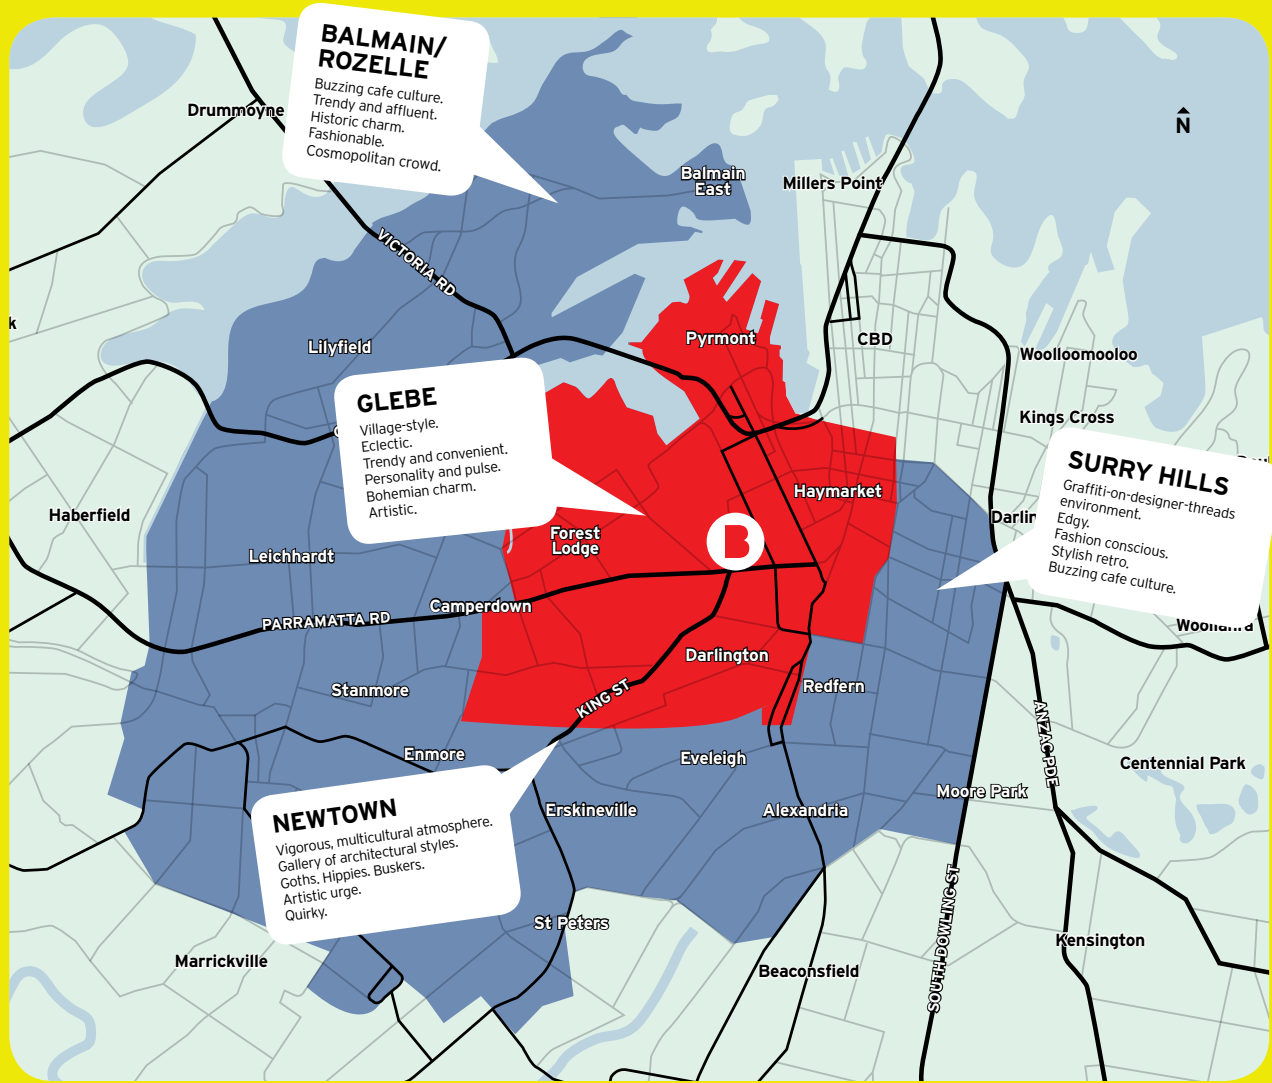 BALMAIN/
ROZELLE
Buzzing cafe culture.
Trendy and affluent.
Historic charm.
Fashionable.
Cosmopolitan crowd.
Drummoyne
N
Balmain
East
Millers Point
VICTORIA RD
k
Lilyfield
Pyrmont
CBD
Woolloomooloo
Kings Cross
GLEBE
Village-style.
Eclectic.
Trendy and convenient.
Personality and pulse.
Bohemian charm.
Artistic.
SURRY HILLS
Graffiti-on-designer-threads
environment.
Edgy.
Fashion conscious.
Stylish retro.
Buzzing cafe culture.
Haymarket
Haberfield
Darlin
Forest
Lodge
B
Leichhardt
Camperdown
PARRAMATTA RD
Woollahra
Darlington
Stanmore
KING ST
Redfern
ANZAC PDE
Enmore
Eveleigh
Centennial Park
Moore Park
NEWTOWN
Vigorous, multicultural atmosphere.
Gallery of architectural styles.
Goths. Hippies. Buskers.
Artistic urge.
Quirky.
Erskineville
Alexandria
St Peters
SOUTH DOWLING ST
Kensington
Marrickville
Beaconsfield